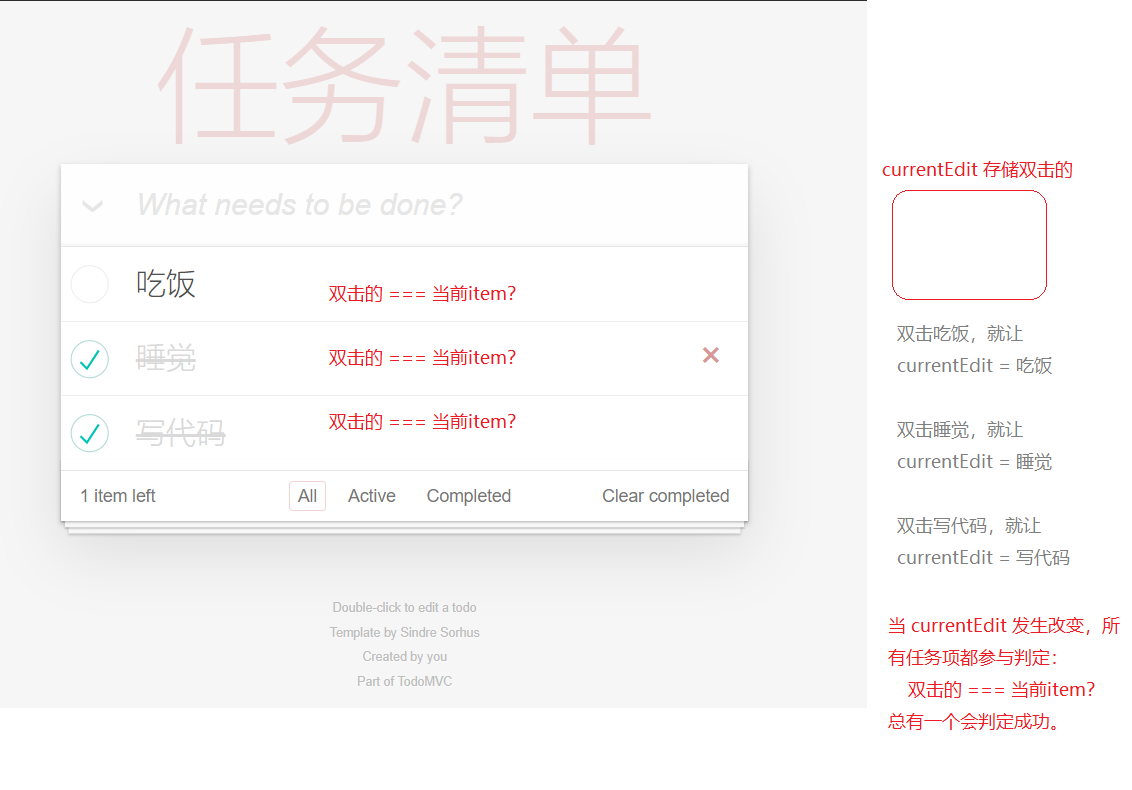 任务清单
What needs to be done?
吃饭
双击的 === 当前item?
睡觉
双击的 === 当前item?
写代码
双击的 === 当前item?
1 item left
All
Active
Completed
Clear completed
Double-click to edit a todo
Template by Sindre Sorhus
Created by you
Part of TodoMVC
currentEdit 存储双击的
双击吃饭，就让
currentEdit = 吃饭
双击睡觉，就让
currentEdit = 睡觉
双击写代码，就让
currentEdit = 写代码
当 currentEdit 发生改变，所
有任务项都参与判定：
双击的 === 当前item?
总有一个会判定成功。